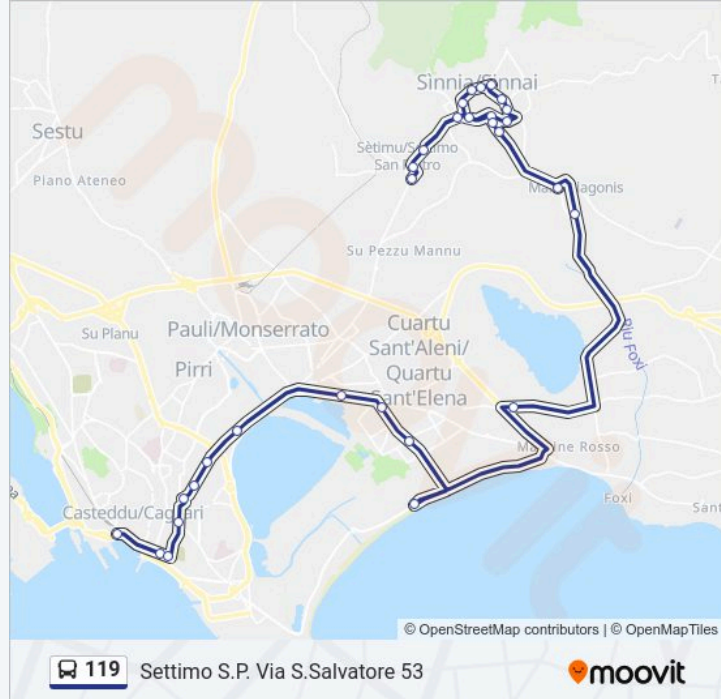 Sìnnia/Sinnai
Sestu
Sètimu/Settimo
San Pietro
Piano Ateneo
Su Pezzu Mannu
Su Planu
Pauli/Monserrato
Cuartu
Sant'Aleni/
Quartu
Sant'Elena
Pirri
Riu Foxi
Margine Rosso
Foxi
Casteddu/Cagliari
© OpenStreetMap contributors | © OpenMapTiles
119 Settimo S.P. Via S.Salvatore 53
moovit